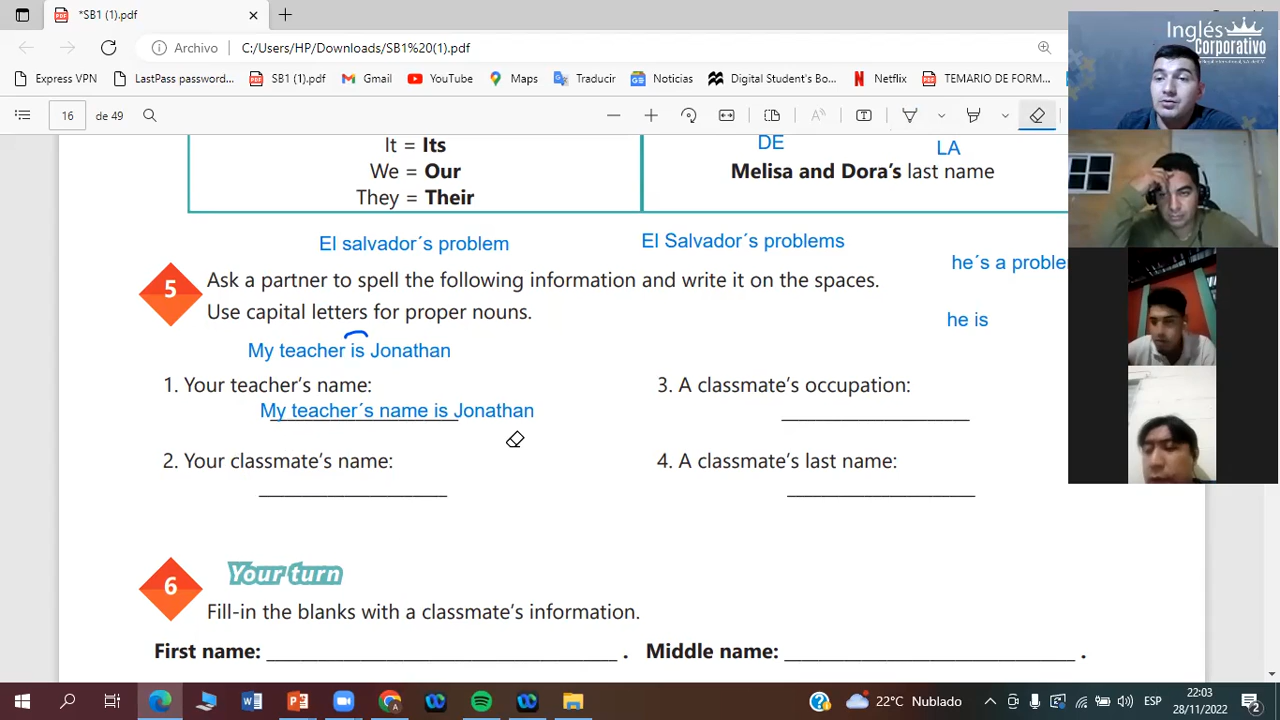 *SB1 (1).pdf
Archivo
C:/Users/HP/Downloads/SB1%20(1).pdf
Express VPN
LastPass password...
SB1 (1).pdf
Gmail
YouTube
Maps
Traducir
Noticias
Digital Student's Bo...
Netflix
TEMARIO DE FORM...
16
de 49
Inglés
Corporativo
It = Its
We = Our
They = Their
DE
LA
Melisa and Dora's last name
El salvador´s problem
El Salvador´s problems
he's a proble
he is
5
Ask a partner to spell the following information and write it on the spaces.
Use capital letters for proper nouns.
My teacher is Jonathan
1. Your teacher's name:
My teacher´s name is Jonathan
2. Your classmate's name:
3. A classmate's occupation:
4. A classmate's last name:
6
Your turn
Fill-in the blanks with a classmate's information.
First name: ______________________________ .
Middle name: ______________________________ .
22°C Nublado
ESP
22:03
28/11/2022
2